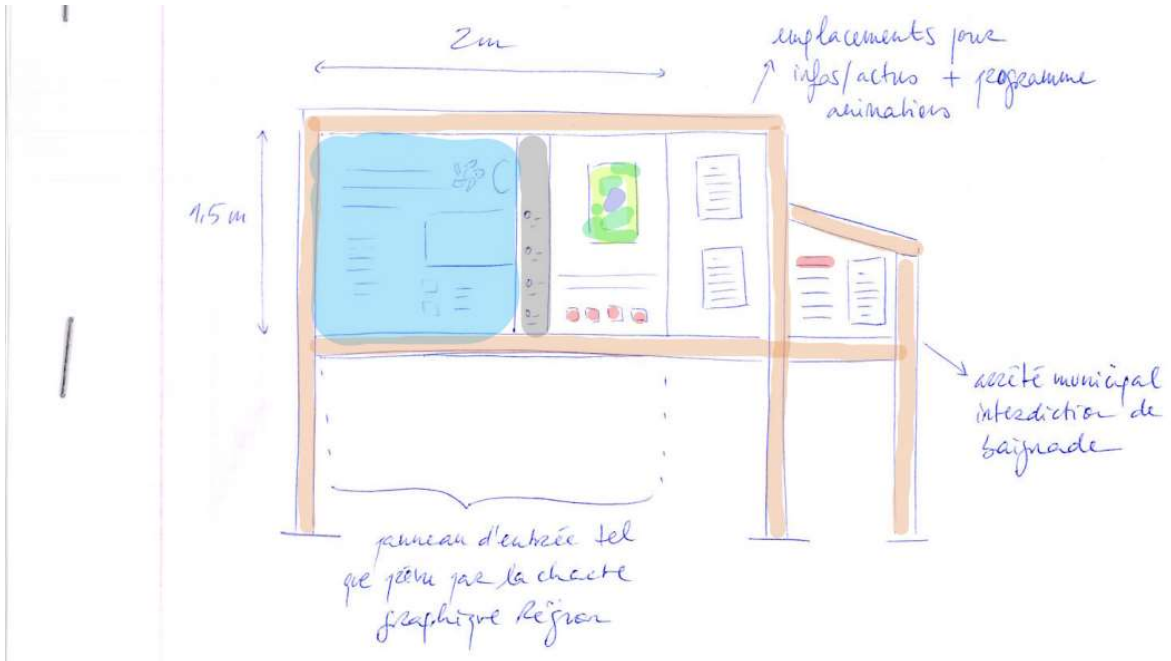 2m
emplacements pour
infos/actus + programme
animations
1,5 m
arrêté municipal
interdiction de
baignade
panneau d'entrée tel
que prévu par la charte
graphique Région